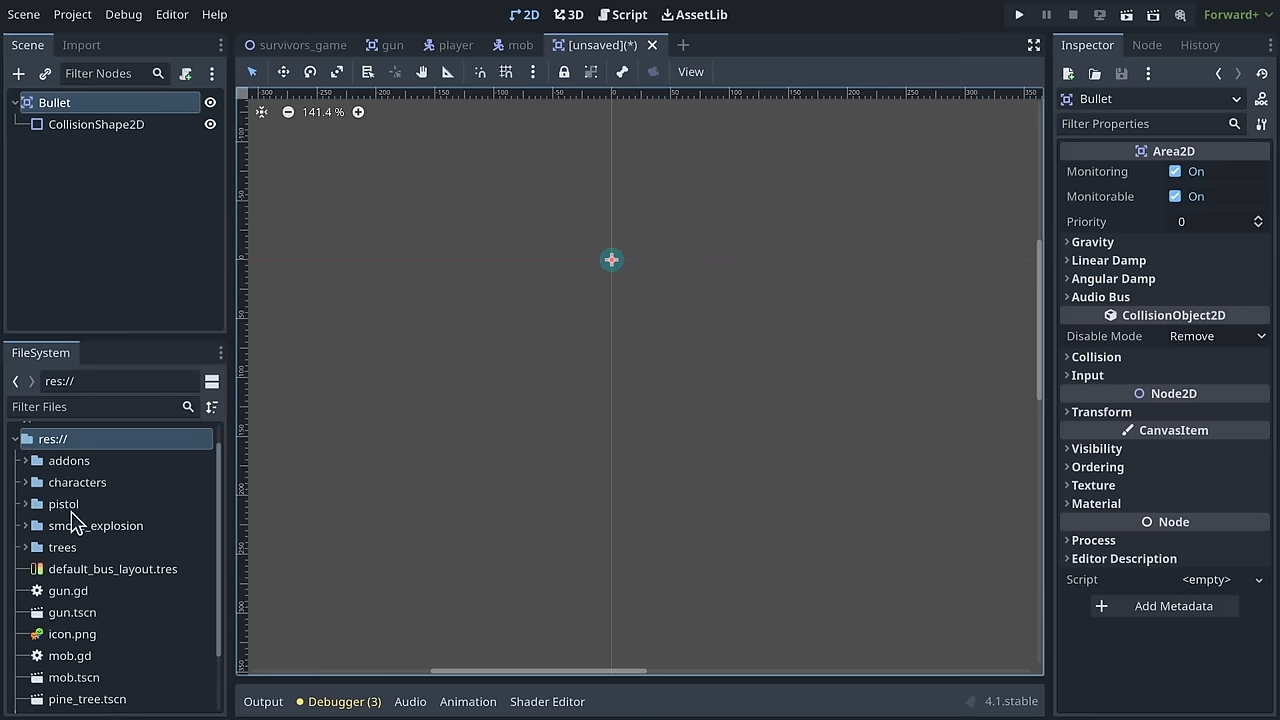 Scene Project Debug Editor Help
2D 3D Script AssetLib
Forward+
Scene Import
Filter Nodes
Bullet
CollisionShape2D
FileSystem
res://
Filter Files
res://
addons
characters
pistol
trees
default_bus_layout.tres
gun.gd
gun.tscn
icon.png
mob.gd
mob.tscn
pine_tree.tscn
survivors_game gun player mob [unsaved](*)
View
141.4 %
Output Debugger (3) Audio Animation Shader Editor
4.1.stable
Inspector Node History
Bullet
Filter Properties
Area2D
Monitoring On
Monitorable On
Priority 0
Gravity
Linear Damp
Angular Damp
Audio Bus
CollisionObject2D
Disable Mode Remove
Collision
Input
Node2D
Transform
CanvasItem
Visibility
Ordering
Texture
Material
Node
Process
Editor Description
Script <empty>
Add Metadata